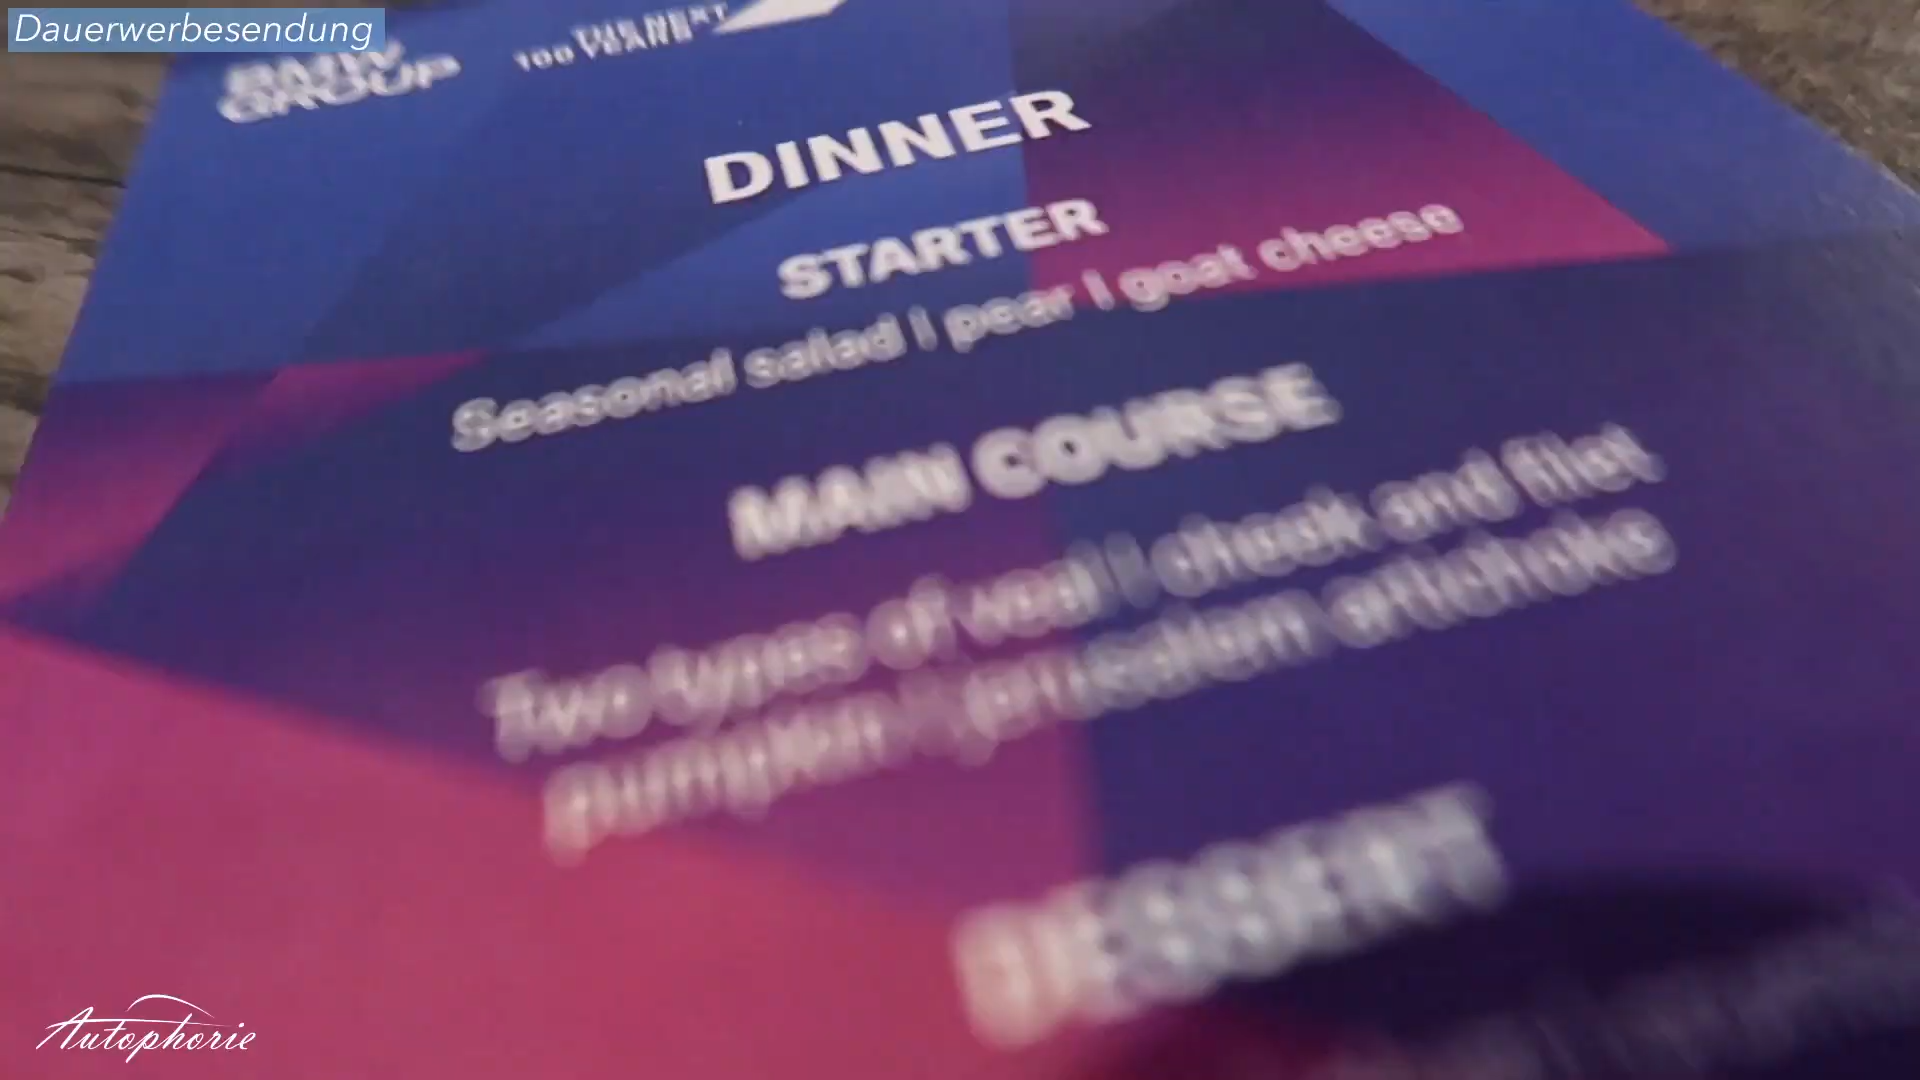 Dauerwerbesendung
BMW
GROUP
THE NEXT
100 YEARS
DINNER
STARTER
Seasonal salad | pear | goat cheese
MAIN COURSE
Two types of veal | cheek and filet
pumpkin | jerusalem artichoke
DESSERT
Autophorie